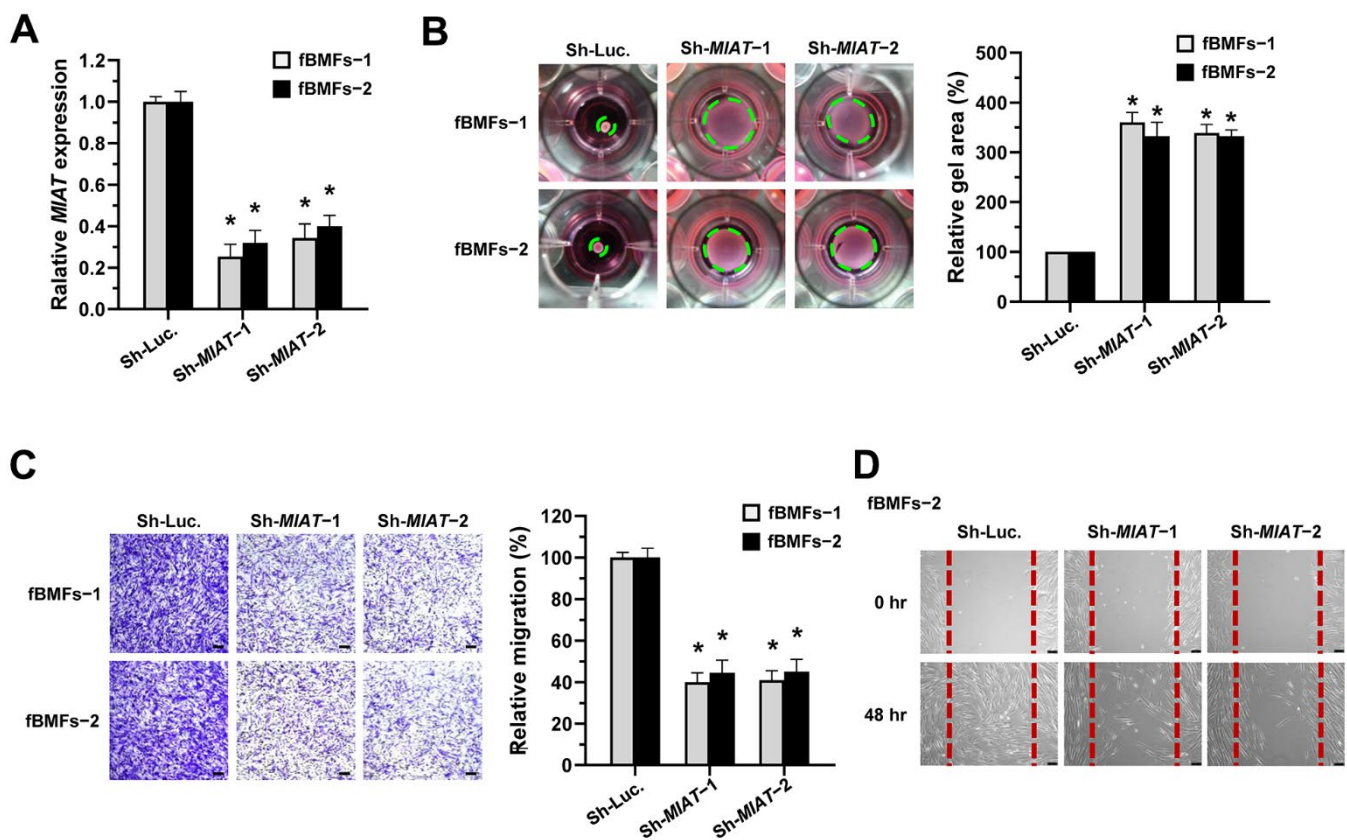 A
Ralative MIAT expression
1.2
1.0
0.8
0.6
0.4
0.2
0.0
fBMFs-1
fBMFs-2
* * * *
Sh-Luc.
Sh-MIAT-1
Sh-MIAT-2
B
Sh-Luc. Sh-MIAT-1 Sh-MIAT-2
fBMFs-1
fBMFs-2
Relative gel area (%)
500
400
300
200
100
0
fBMFs-1
fBMFs-2
* * * *
Sh-Luc.
Sh-MIAT-1
Sh-MIAT-2
C
Sh-Luc. Sh-MIAT-1 Sh-MIAT-2
fBMFs-1
fBMFs-2
Relative migration (%)
120
100
80
60
40
20
0
fBMFs-1
fBMFs-2
* * * *
Sh-Luc.
Sh-MIAT-1
Sh-MIAT-2
D
fBMFs-2
Sh-Luc. Sh-MIAT-1 Sh-MIAT-2
0 hr
48 hr